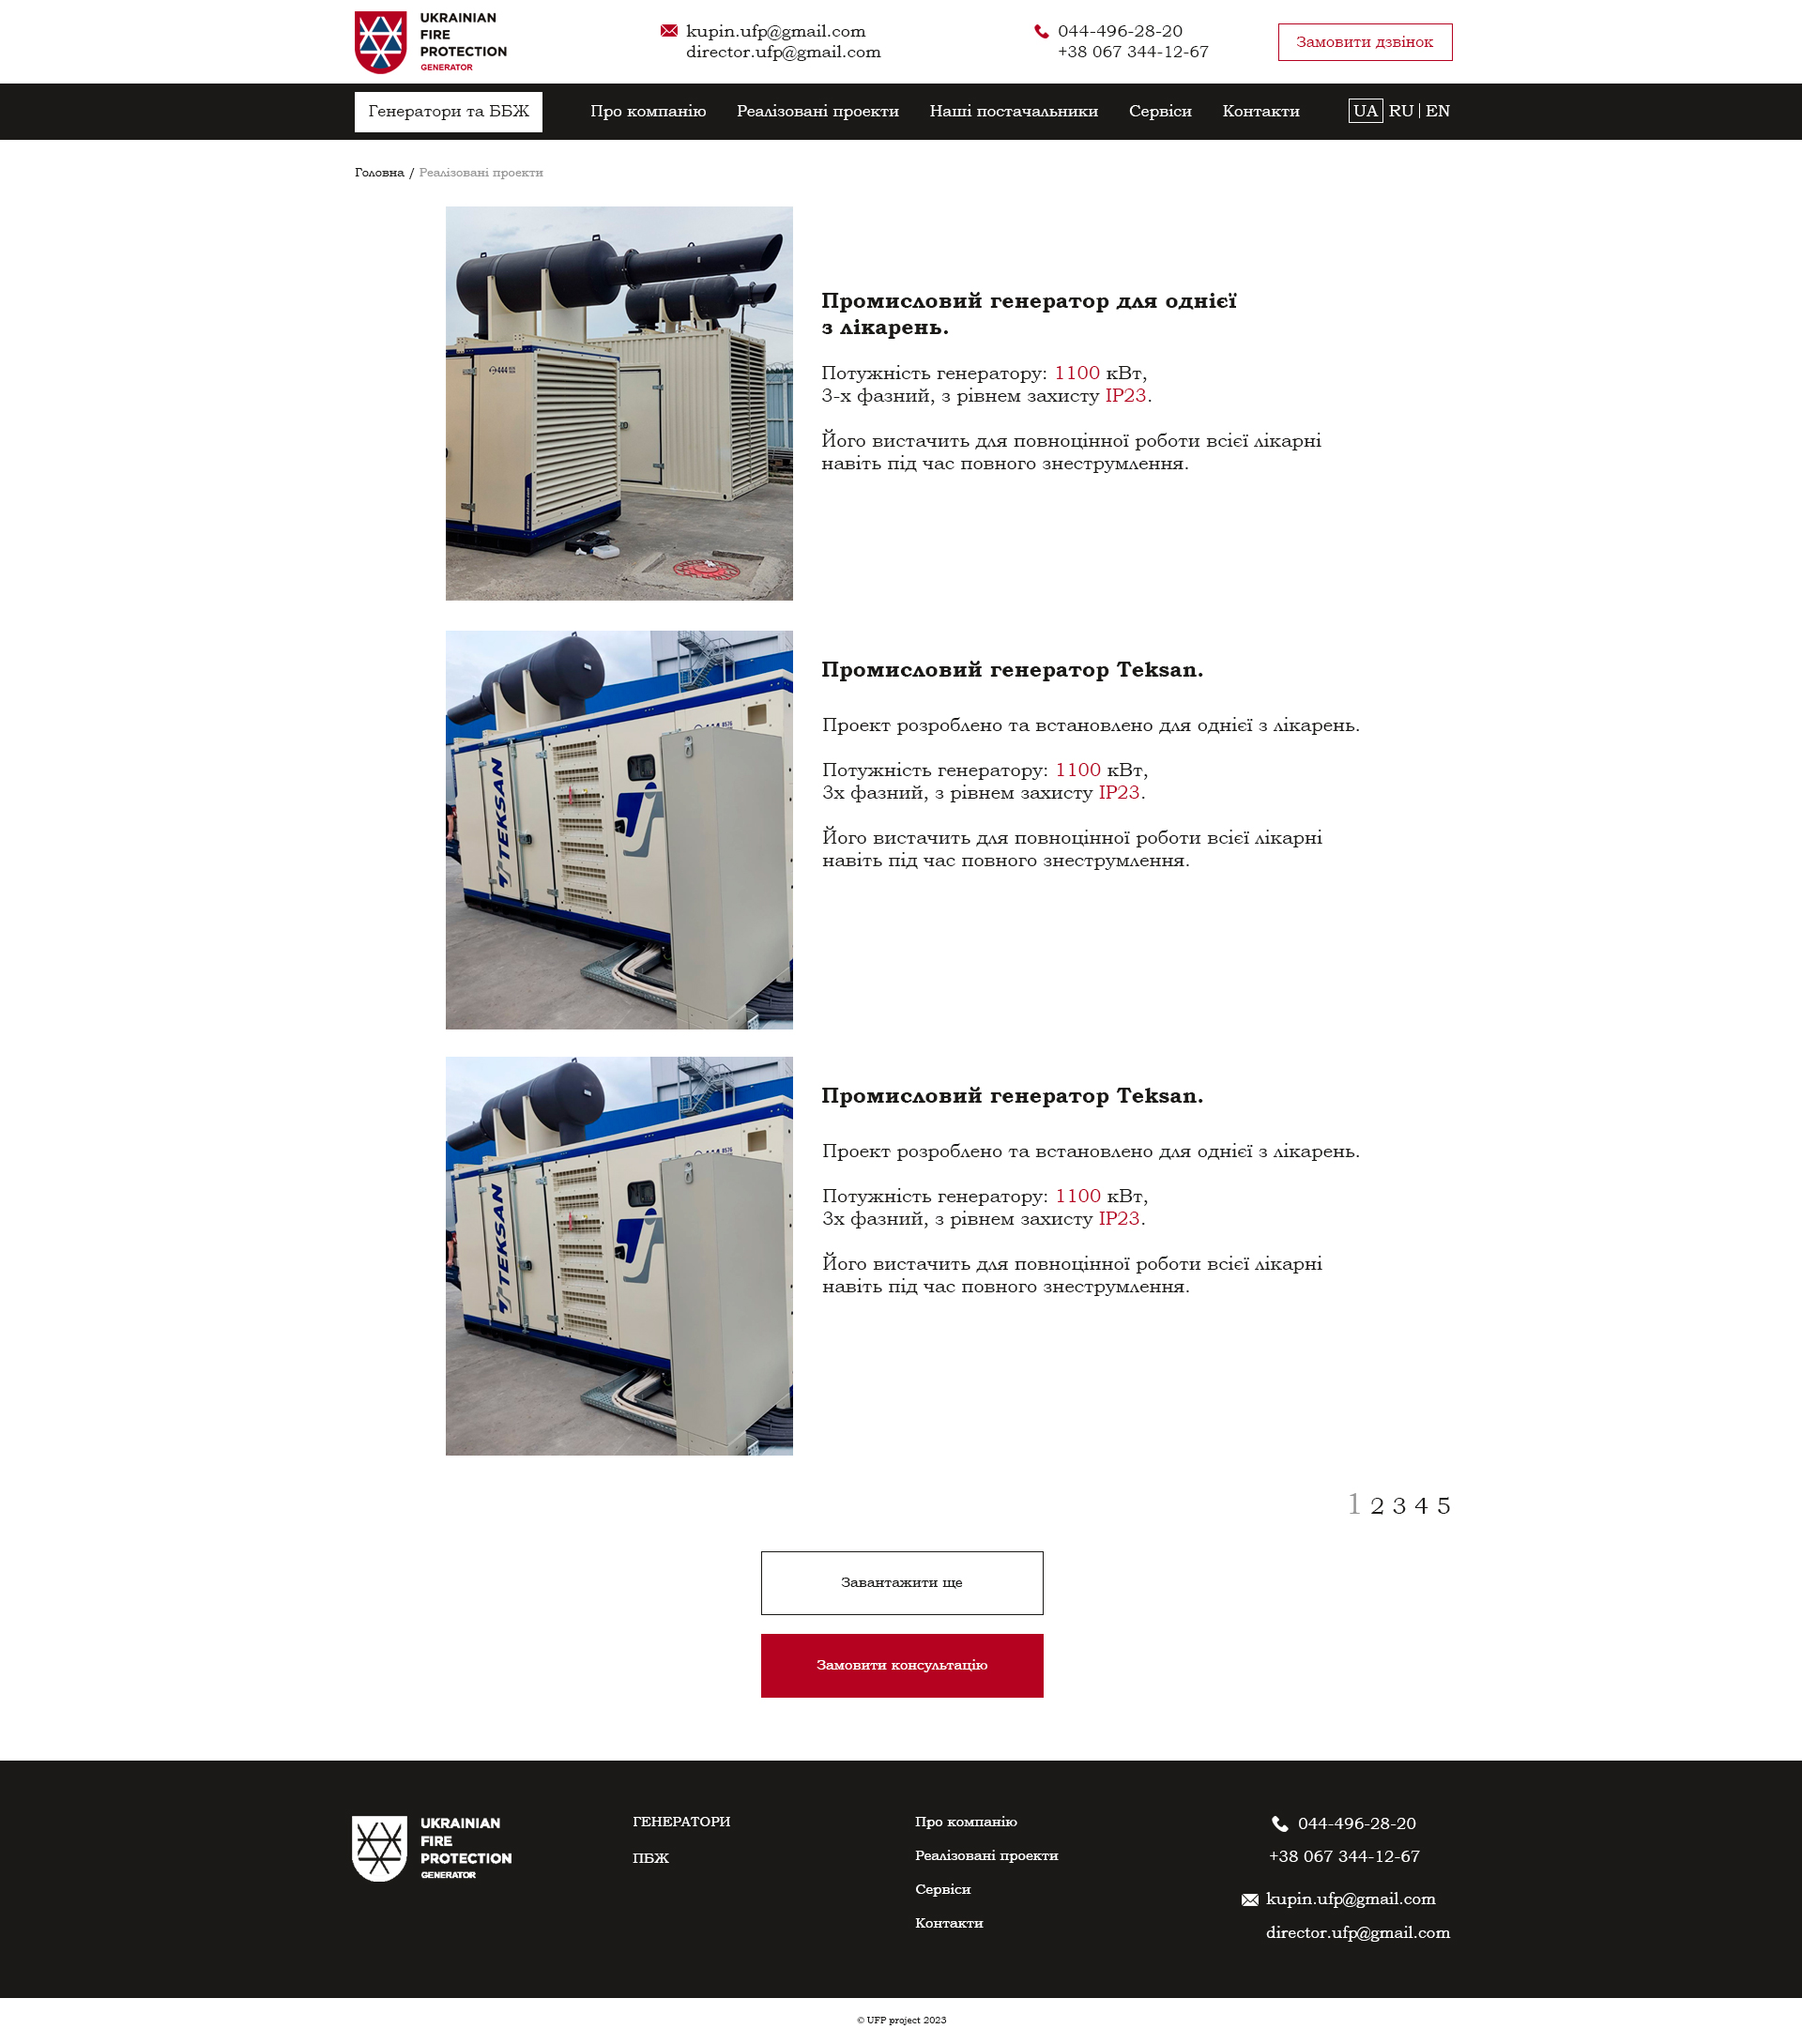 UKRAINIAN
FIRE
PROTECTION
GENERATOR
kupin.ufp@gmail.com
director.ufp@gmail.com
044-496-28-20
+38 067 344-12-67
Замовити дзвінок
Генератори та ББЖ
Про компанію
Реалізовані проекти
Наші постачальники
Сервіси
Контакти
UA RU | EN
Головна / Реалізовані проекти
444
Промисловий генератор для однієї
з лікарень.
Потужність генератору: 1100 кВт,
3-х фазний, з рівнем захисту IP23.
Його вистачить для повноцінної роботи всієї лікарні
навіть під час повного знеструмлення.
TEKSAN
Промисловий генератор Teksan.
Проект розроблено та встановлено для однієї з лікарень.
Потужність генератору: 1100 кВт,
3х фазний, з рівнем захисту IP23.
Його вистачить для повноцінної роботи всієї лікарні
навіть під час повного знеструмлення.
TEKSAN
Промисловий генератор Teksan.
Проект розроблено та встановлено для однієї з лікарень.
Потужність генератору: 1100 кВт,
3х фазний, з рівнем захисту IP23.
Його вистачить для повноцінної роботи всієї лікарні
навіть під час повного знеструмлення.
1 2 3 4 5
Завантажити ще
Замовити консультацію
UKRAINIAN
FIRE
PROTECTION
GENERATOR
ГЕНЕРАТОРИ
ПБЖ
Про компанію
Реалізовані проекти
Сервіси
Контакти
044-496-28-20
+38 067 344-12-67
kupin.ufp@gmail.com
director.ufp@gmail.com
© UFP project 2023